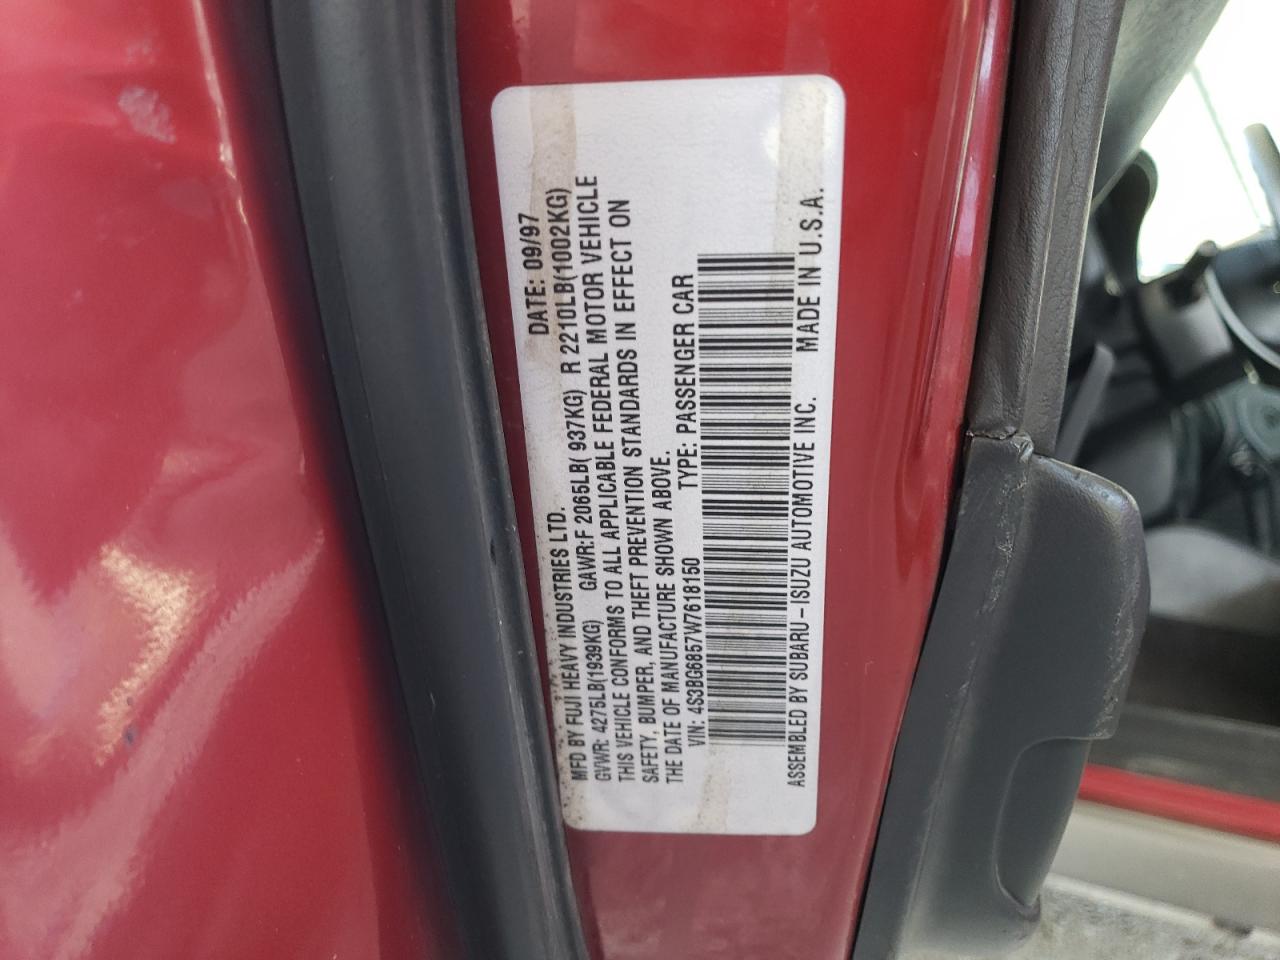 MFD BY FUJI HEAVY INDUSTRIES LTD. DATE: 09/97
GVWR: 4275LB(1939KG) GAWR:F 2065LB( 937KG) R 2210LB(1002KG)
THIS VEHICLE CONFORMS TO ALL APPLICABLE FEDERAL MOTOR VEHICLE
SAFETY, BUMPER, AND THEFT PREVENTION STANDARDS IN EFFECT ON
THE DATE OF MANUFACTURE SHOWN ABOVE.
VIN: 4S3BG6857W7618150 TYPE: PASSENGER CAR
ASSEMBLED BY SUBARU-ISUZU AUTOMOTIVE INC. MADE IN U.S.A.